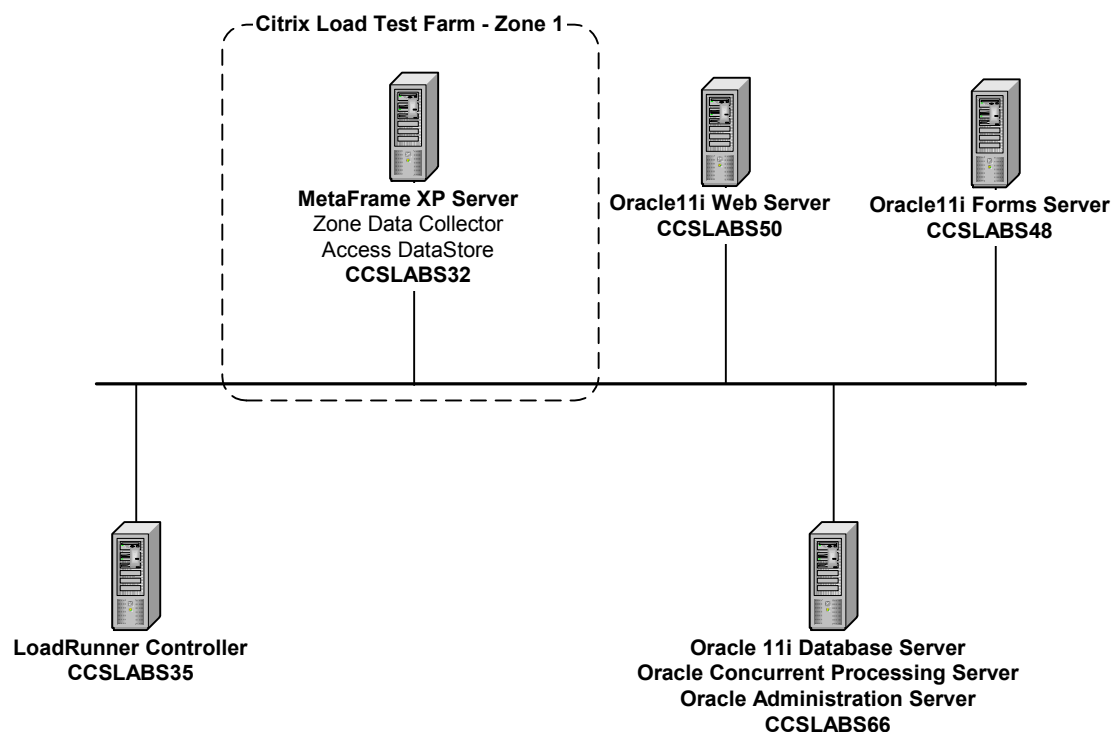 Citrix Load Test Farm - Zone 1
MetaFrame XP Server
Zone Data Collector
Access DataStore
CCSLABS32
Oracle11i Web Server
CCSLABS50
Oracle11i Forms Server
CCSLABS48
LoadRunner Controller
CCSLABS35
Oracle 11i Database Server
Oracle Concurrent Processing Server
Oracle Administration Server
CCSLABS66